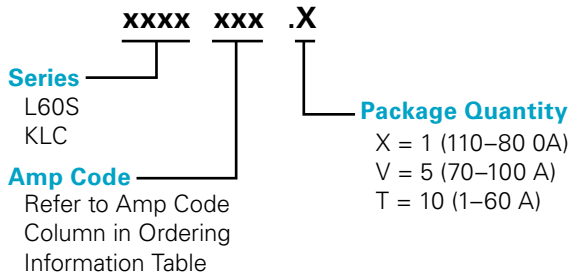 xxxx xxx .X
Series
L60S
KLC
Amp Code
Refer to Amp Code
Column in Ordering
Information Table
Package Quantity
X = 1 (110–80 0A)
V = 5 (70–100 A)
T = 10 (1–60 A)